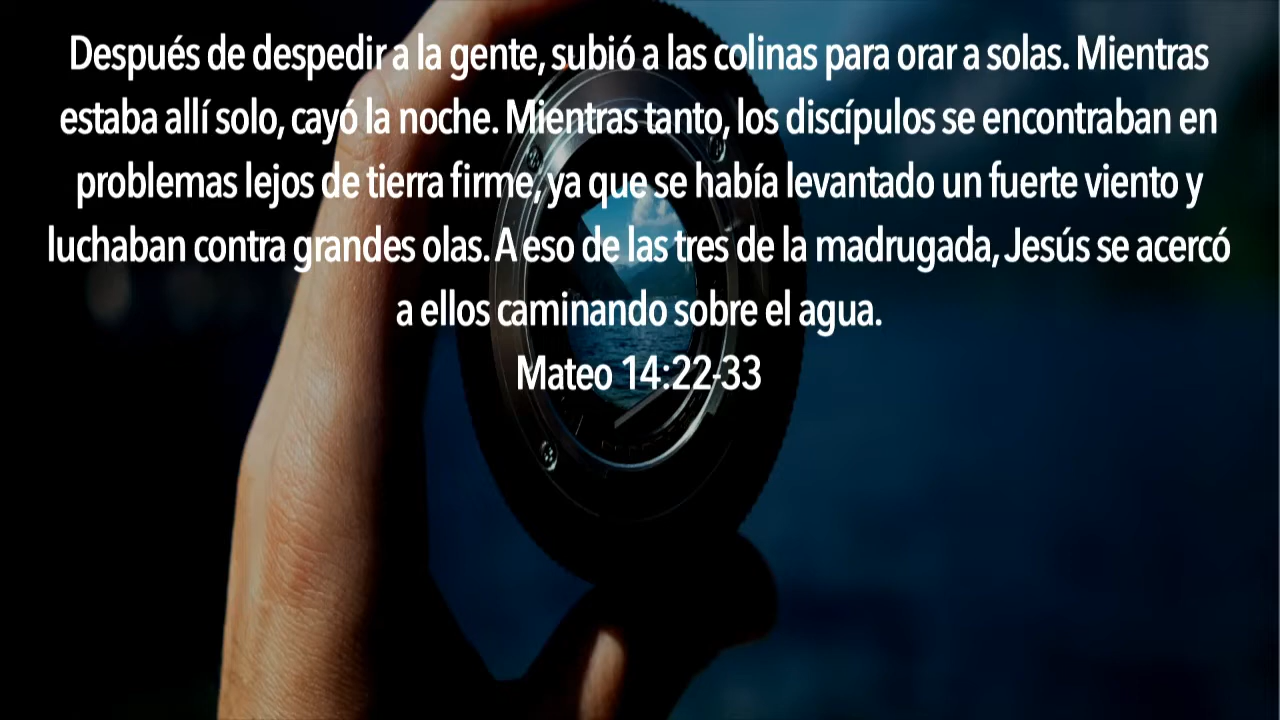 Después de despedir a la gente, subió a las colinas para orar a solas. Mientras
estaba allí solo, cayó la noche. Mientras tanto, los discípulos se encontraban en
problemas lejos de tierra firme, ya que se había levantado un fuerte viento y
luchaban contra grandes olas. A eso de las tres de la madrugada, Jesús se acercó
a ellos caminando sobre el agua.
Mateo 14:22-33